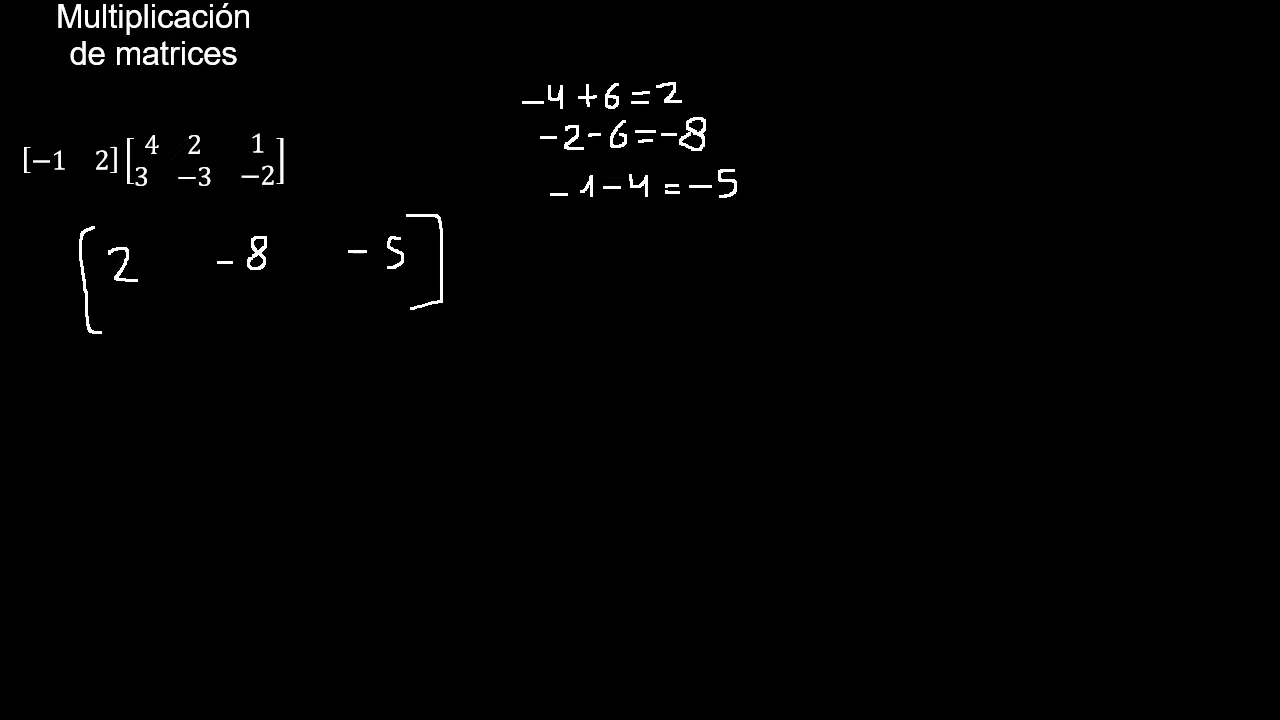 Multiplicación
de matrices
-4+6=2
-2-6=-8
-1-4=-5
[−1 2][4 2 1
3 −3 −2]
[2 -8 -5]